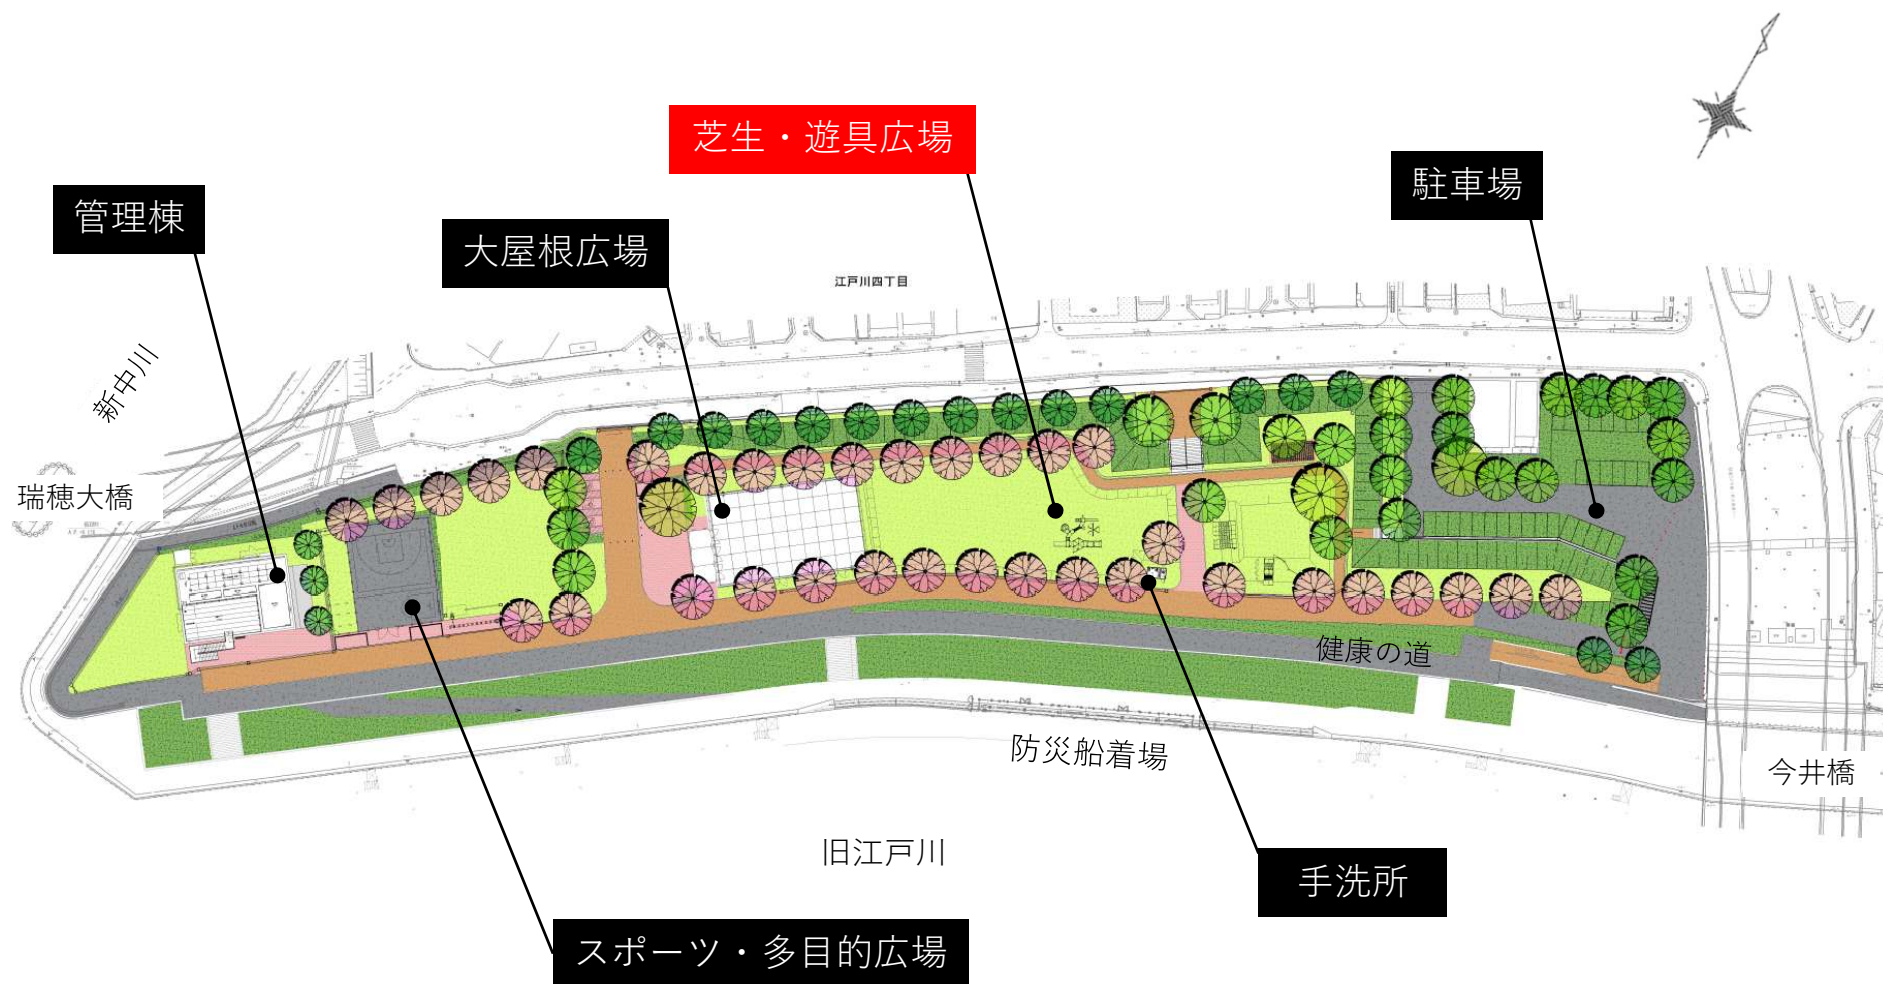 芝生・遊具広場
駐車場
管理棟
大屋根広場
江戸川四丁目
新中川
瑞穂大橋
健康の道
防災船着場
今井橋
旧江戸川
手洗所
スポーツ・多目的広場